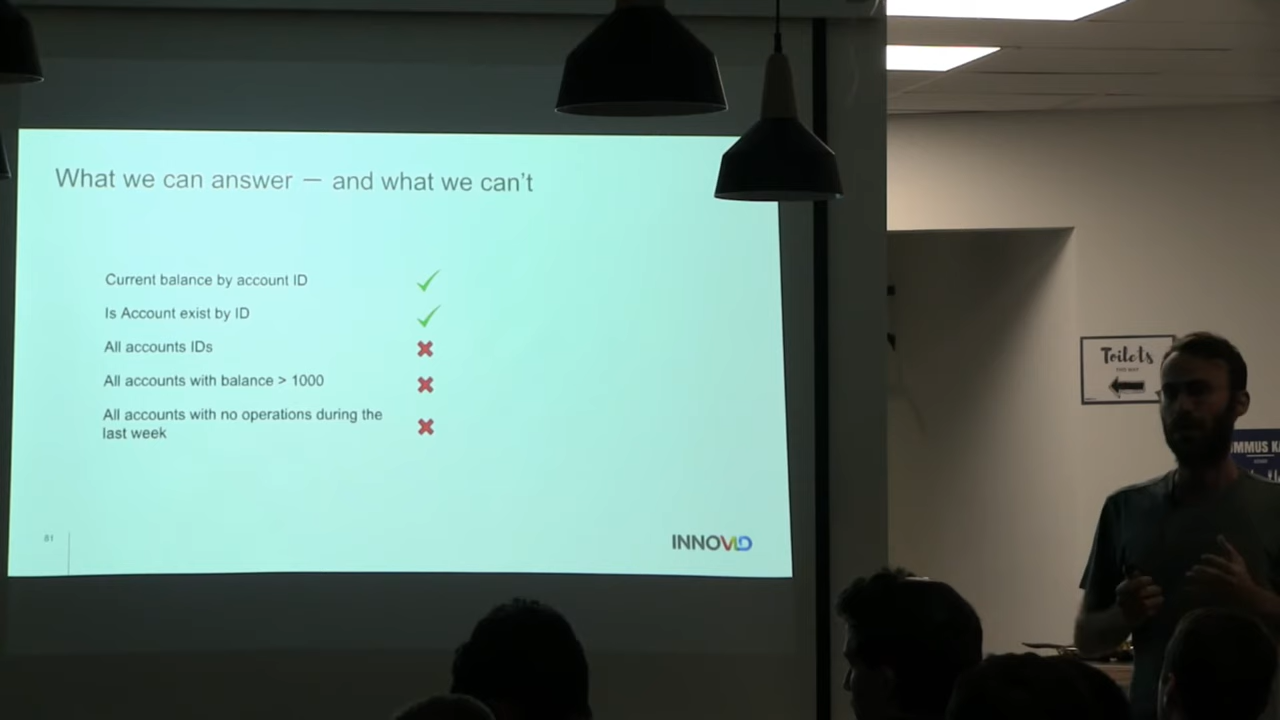 What we can answer — and what we can't
Current balance by account ID
Is Account exist by ID
All accounts IDs
All accounts with balance > 1000
All accounts with no operations during the
last week
81
INNOVID
Toilets
THIS WAY